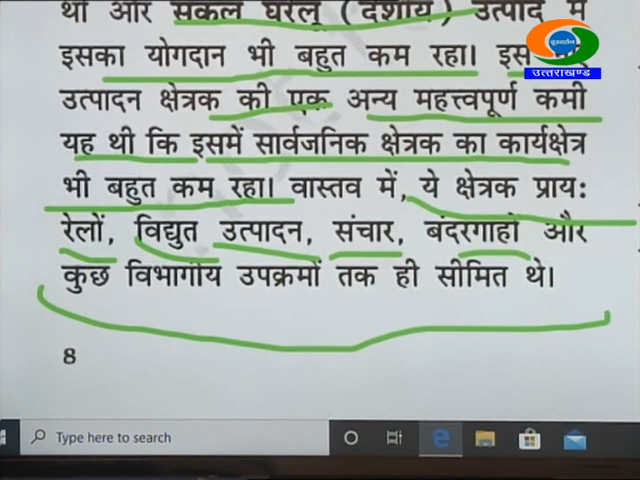 थी और सकल घरेलू (देशीय) उत्पाद में
इसका योगदान भी बहुत कम रहा। इस
उत्पादन क्षेत्रक की एक अन्य महत्त्वपूर्ण कमी
यह थी कि इसमें सार्वजनिक क्षेत्रक का कार्यक्षेत्र
भी बहुत कम रहा। वास्तव में, ये क्षेत्रक प्राय:
रेलों, विद्युत उत्पादन, संचार, बंदरगाहों और
कुछ विभागीय उपक्रमों तक ही सीमित थे।
8
Type here to search
दूरदर्शन
उत्तराखण्ड